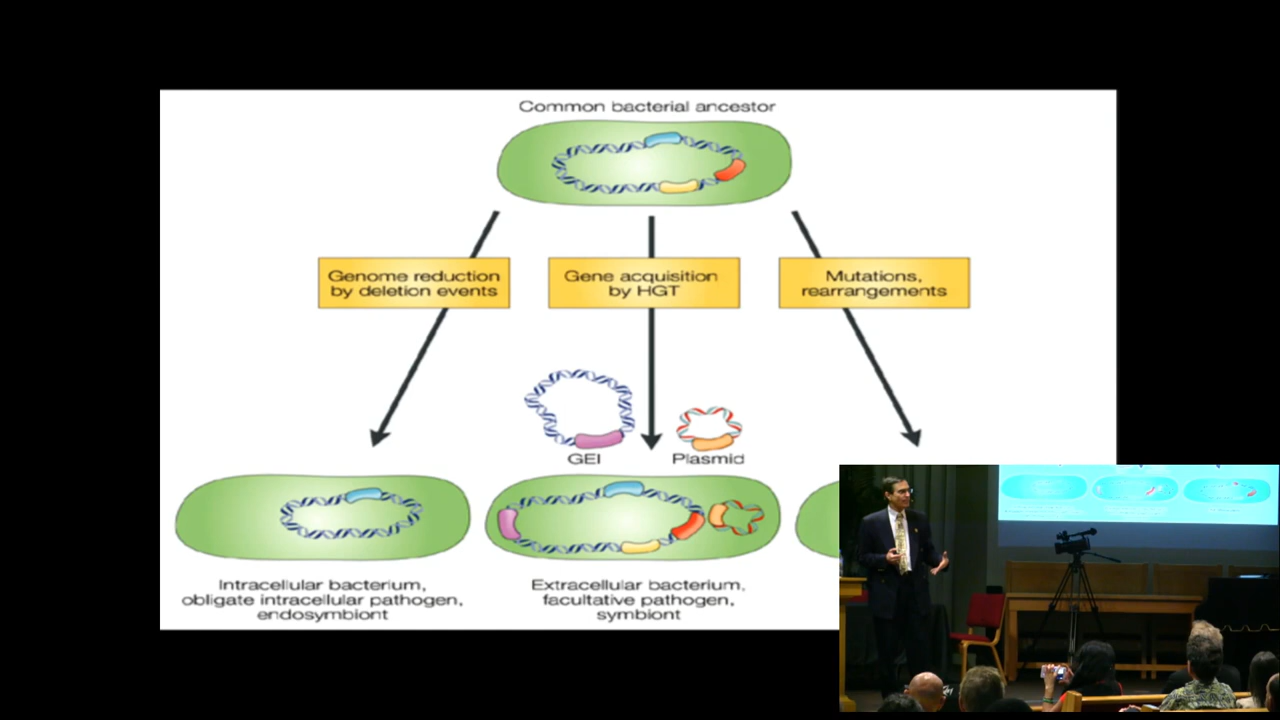 Common bacterial ancestor
Genome reduction
by deletion events
Gene acquisition
by HGT
Mutations,
rearrangements
GEI
Plasmid
Intracellular bacterium,
obligate intracellular pathogen,
endosymbiont
Extracellular bacterium,
facultative pathogen,
symbiont